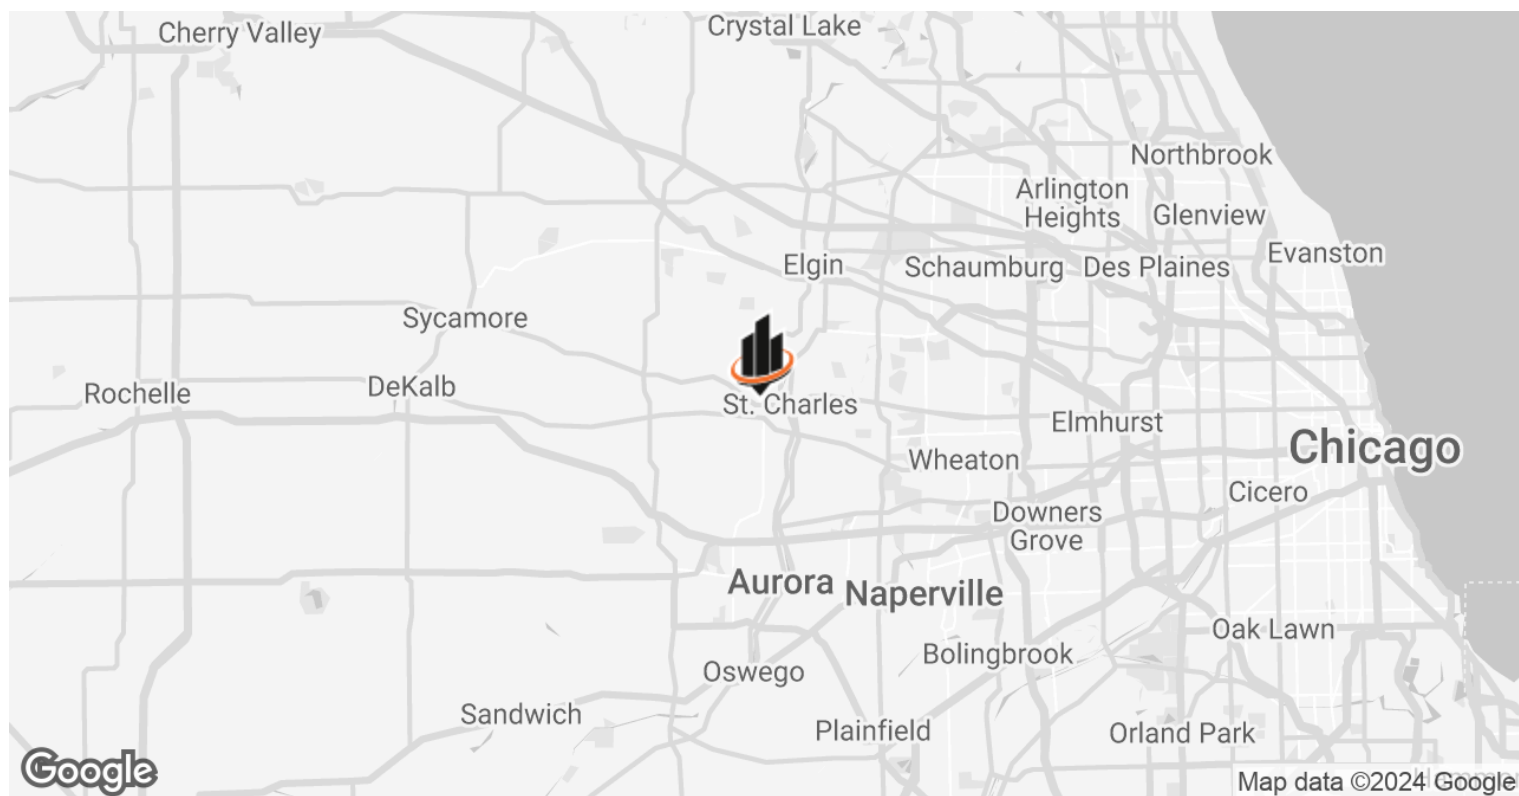 Cherry Valley
Crystal Lake
Northbrook
Arlington
Heights
Glenview
Evanston
Elgin
Schaumburg
Des Plaines
Sycamore
Rochelle
DeKalb
St. Charles
Elmhurst
Chicago
Wheaton
Cicero
Downers
Grove
Aurora
Naperville
Oak Lawn
Bolingbrook
Oswego
Sandwich
Plainfield
Orland Park
Google
Map data ©2024 Google